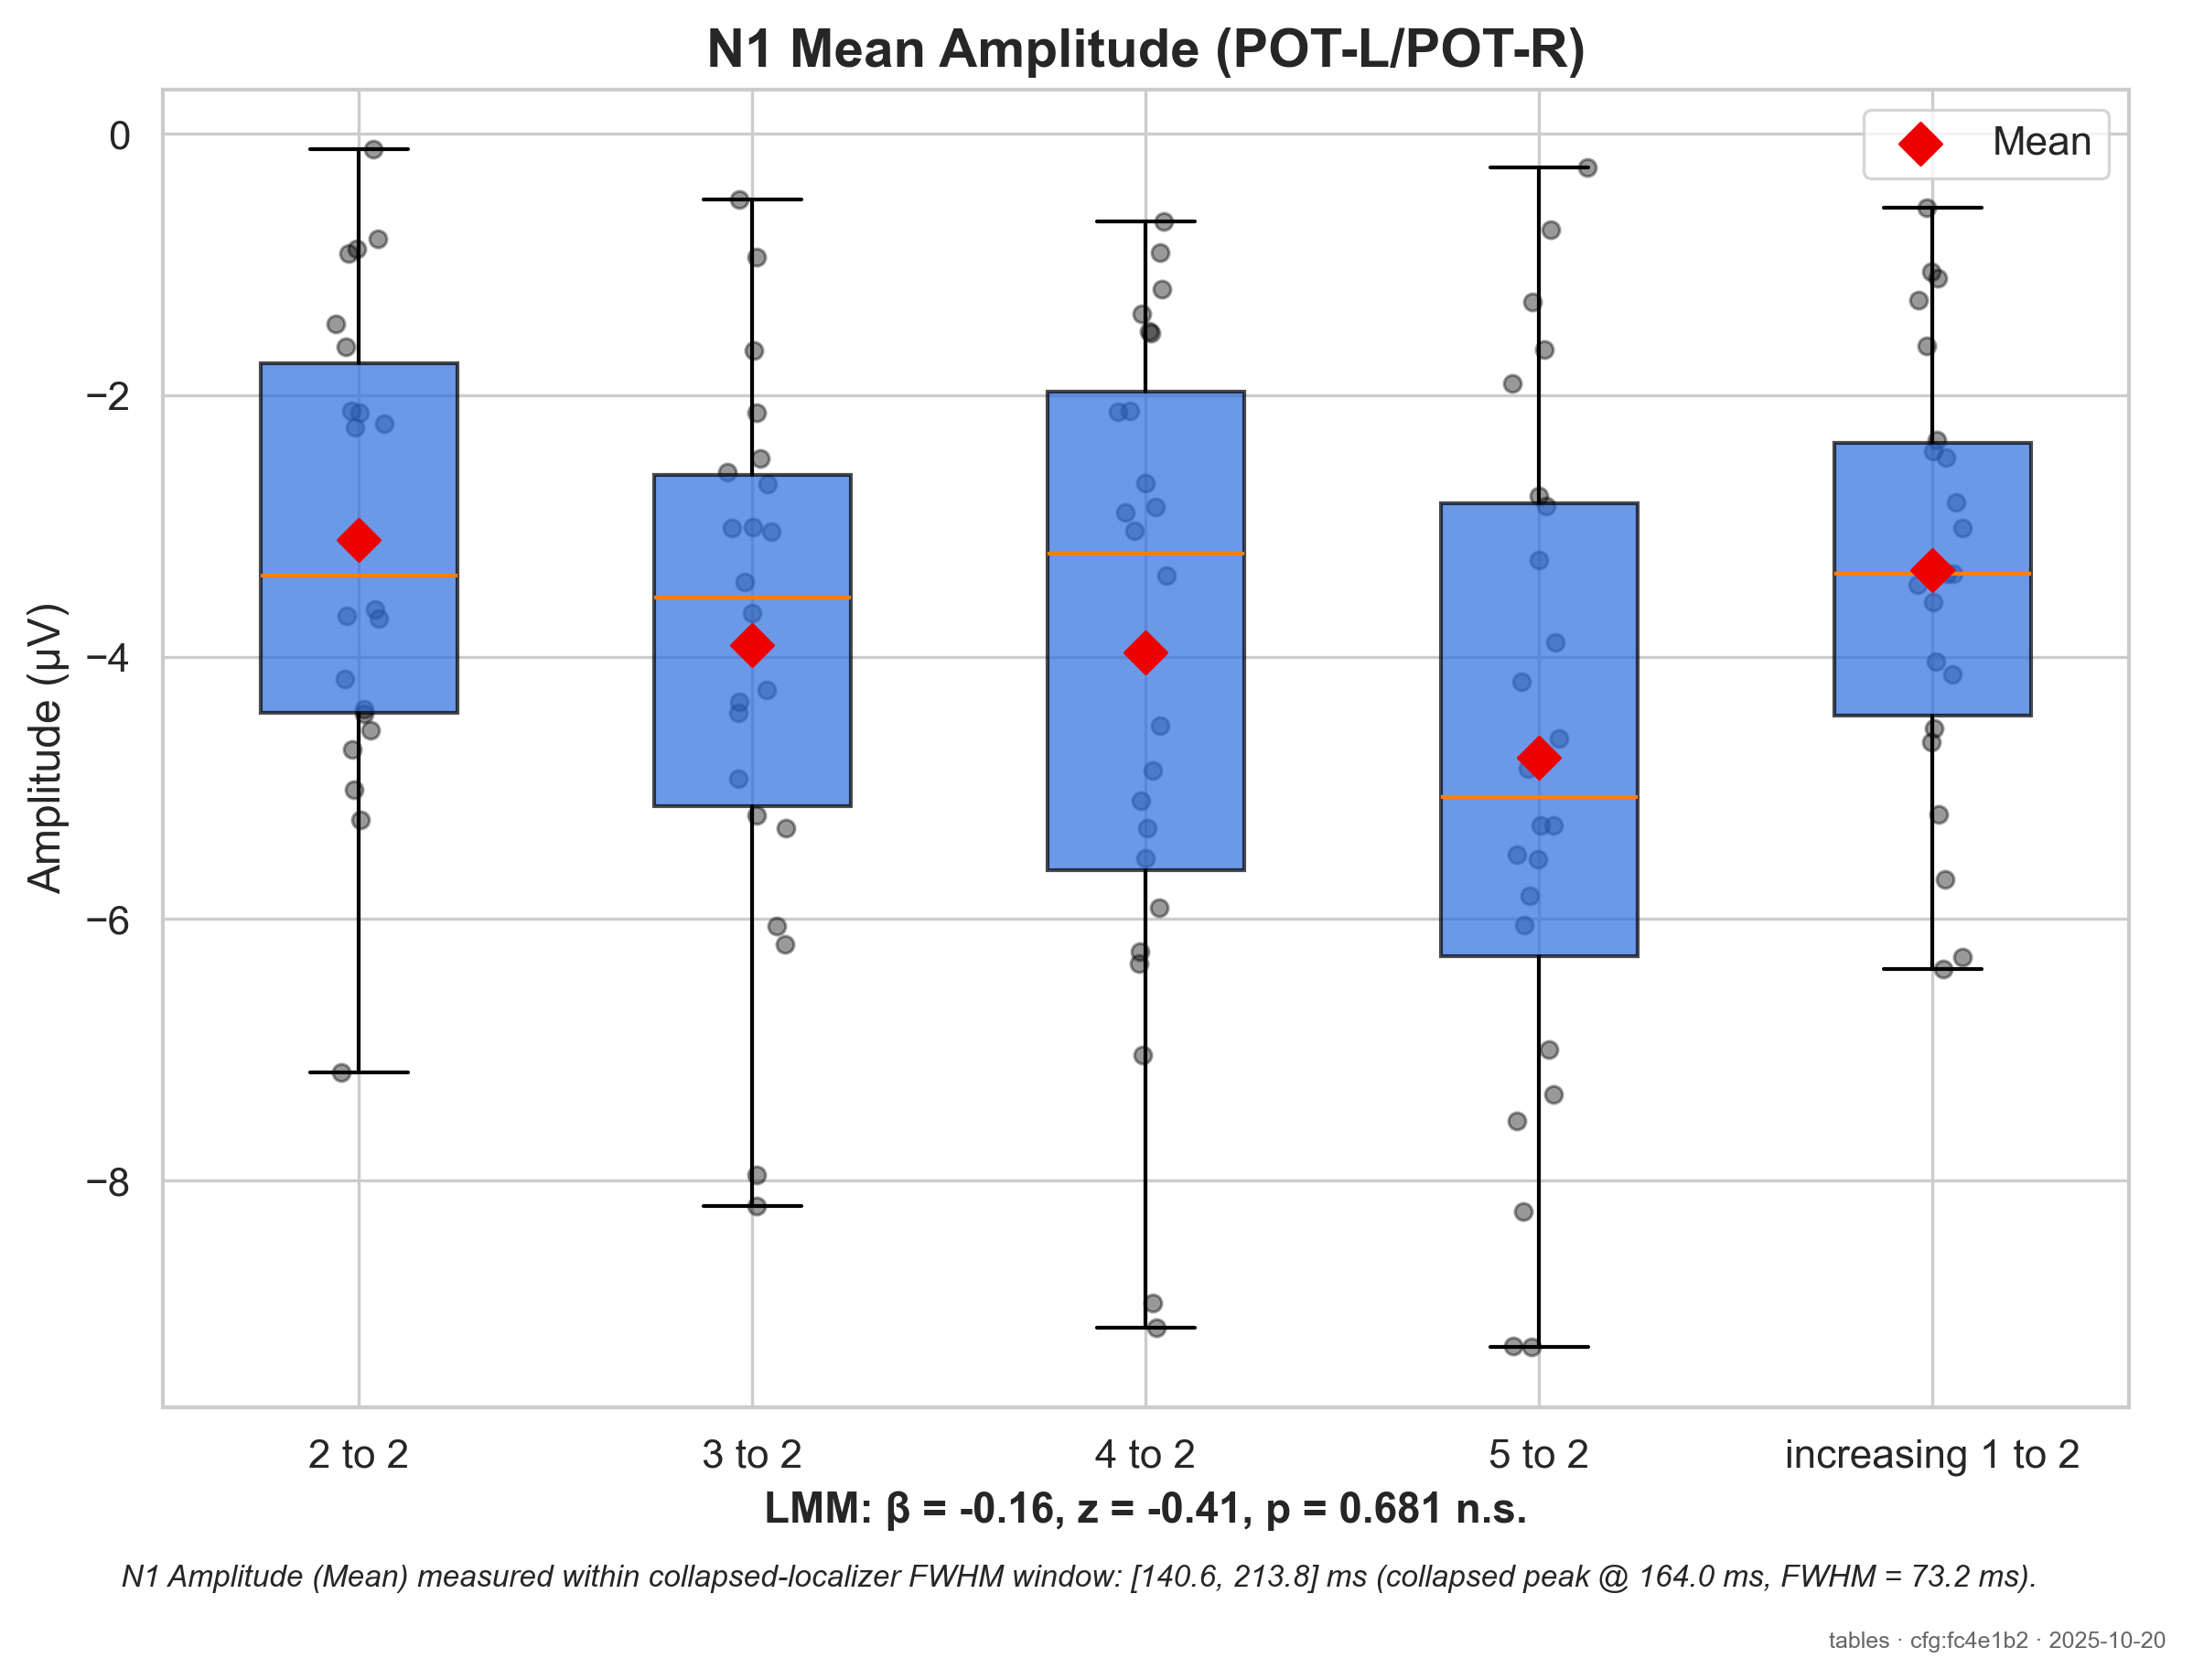 N1 Mean Amplitude (POT-L/POT-R)
Mean
Amplitude (μV)
0
−2
−4
−6
−8
2 to 2
3 to 2
4 to 2
5 to 2
increasing 1 to 2
LMM: β = -0.16, z = -0.41, p = 0.681 n.s.
N1 Amplitude (Mean) measured within collapsed-localizer FWHM window: [140.6, 213.8] ms (collapsed peak @ 164.0 ms, FWHM = 73.2 ms).
tables · cfg:fc4e1b2 · 2025-10-20